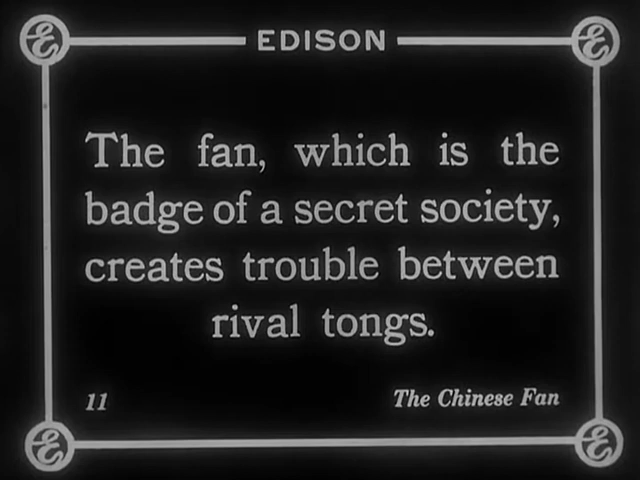 EDISON
The fan, which is the
badge of a secret society,
creates trouble between
rival tongs.
11 The Chinese Fan